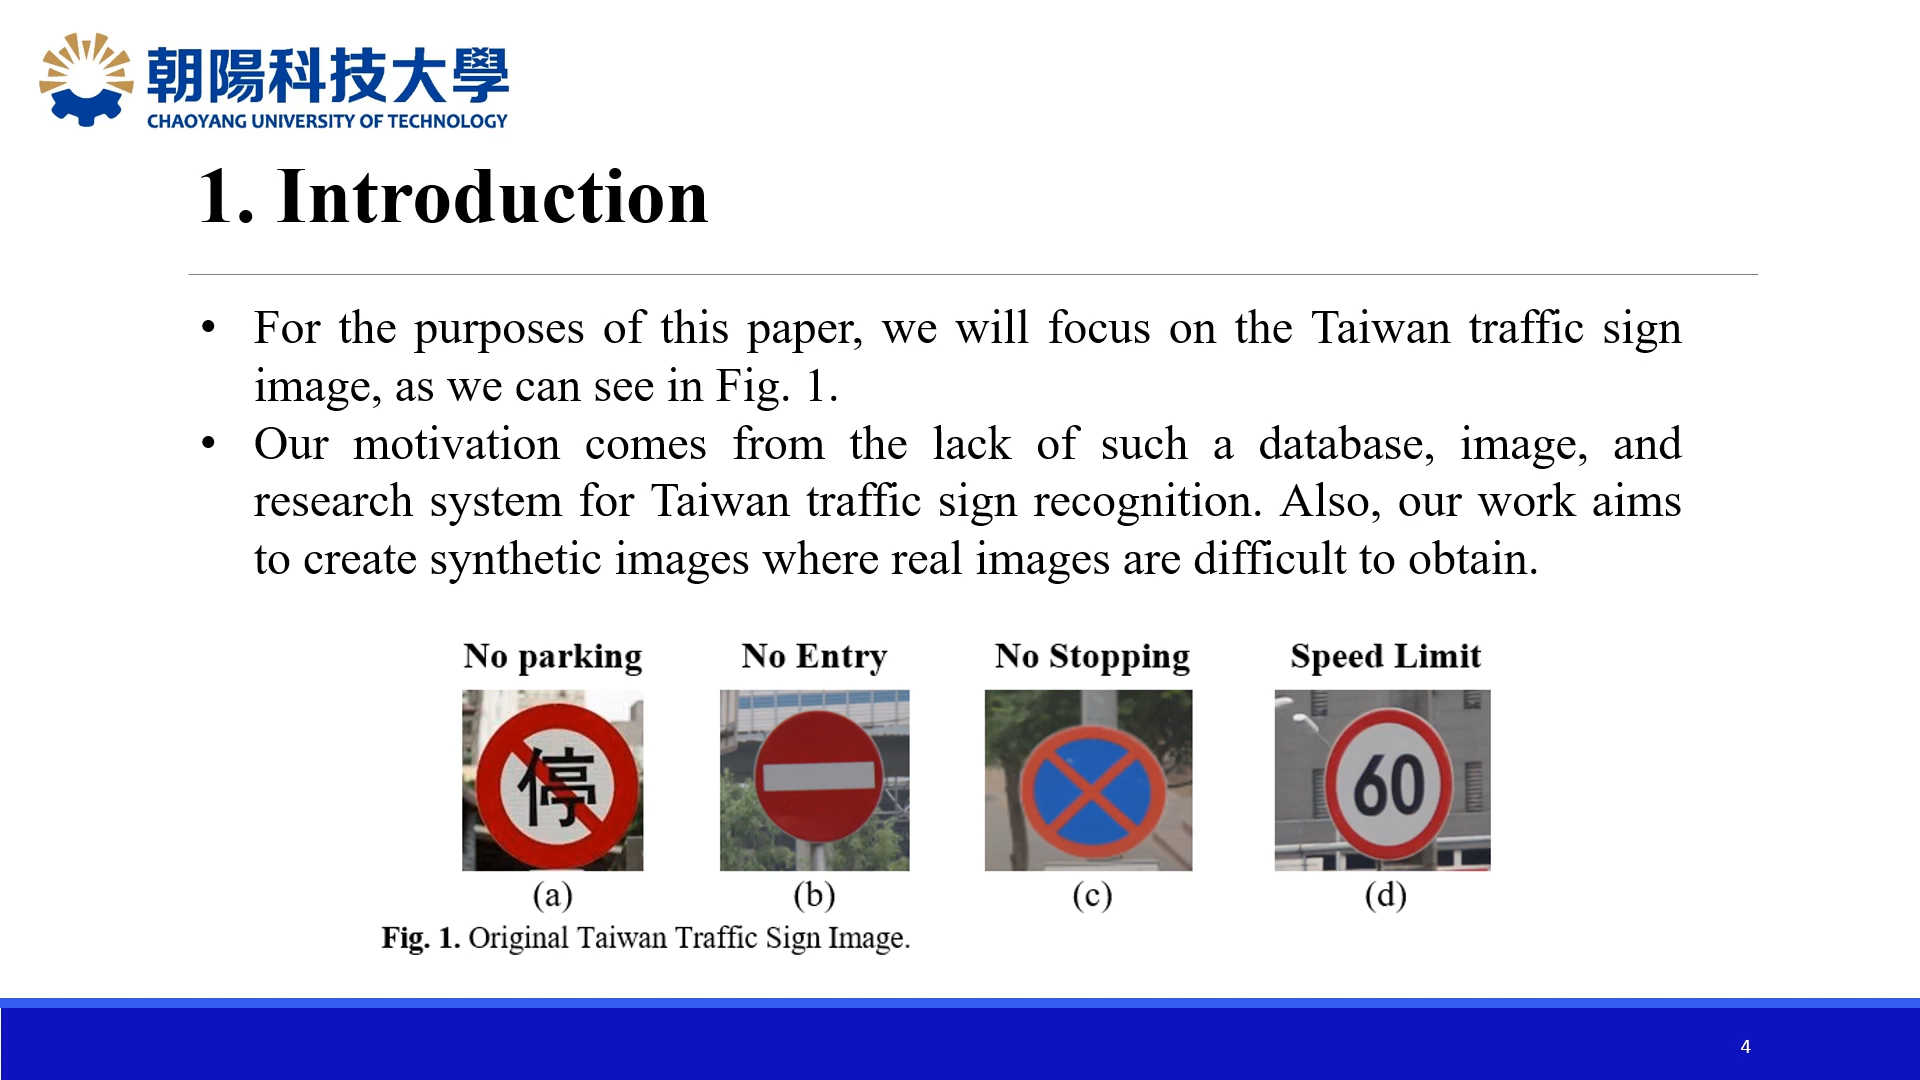 朝陽科技大學
CHAOYANG UNIVERSITY OF TECHNOLOGY
1. Introduction
• For the purposes of this paper, we will focus on the Taiwan traffic sign
image, as we can see in Fig. 1.
• Our motivation comes from the lack of such a database, image, and
research system for Taiwan traffic sign recognition. Also, our work aims
to create synthetic images where real images are difficult to obtain.
No parking No Entry No Stopping Speed Limit
停 60
(a) (b) (c) (d)
Fig. 1. Original Taiwan Traffic Sign Image.
4